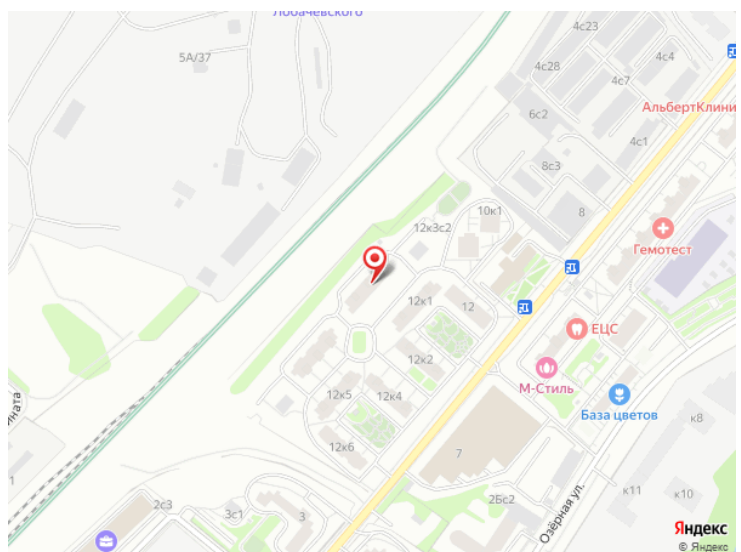 Лобачевского
4с23
5А/37
4с28
4с4
4с7
АльбертКлини
6с2
4с1
8с3
10к1
8
12к3с2
Гемотест
12к1
12
ЕЦС
12к2
М-Стиль
12к5
12к4
База цветов
к8
12к6
7
2Бс2
к11
к10
Озёрная ул.
2с3
3с1
3
Яндекс
© Яндекс